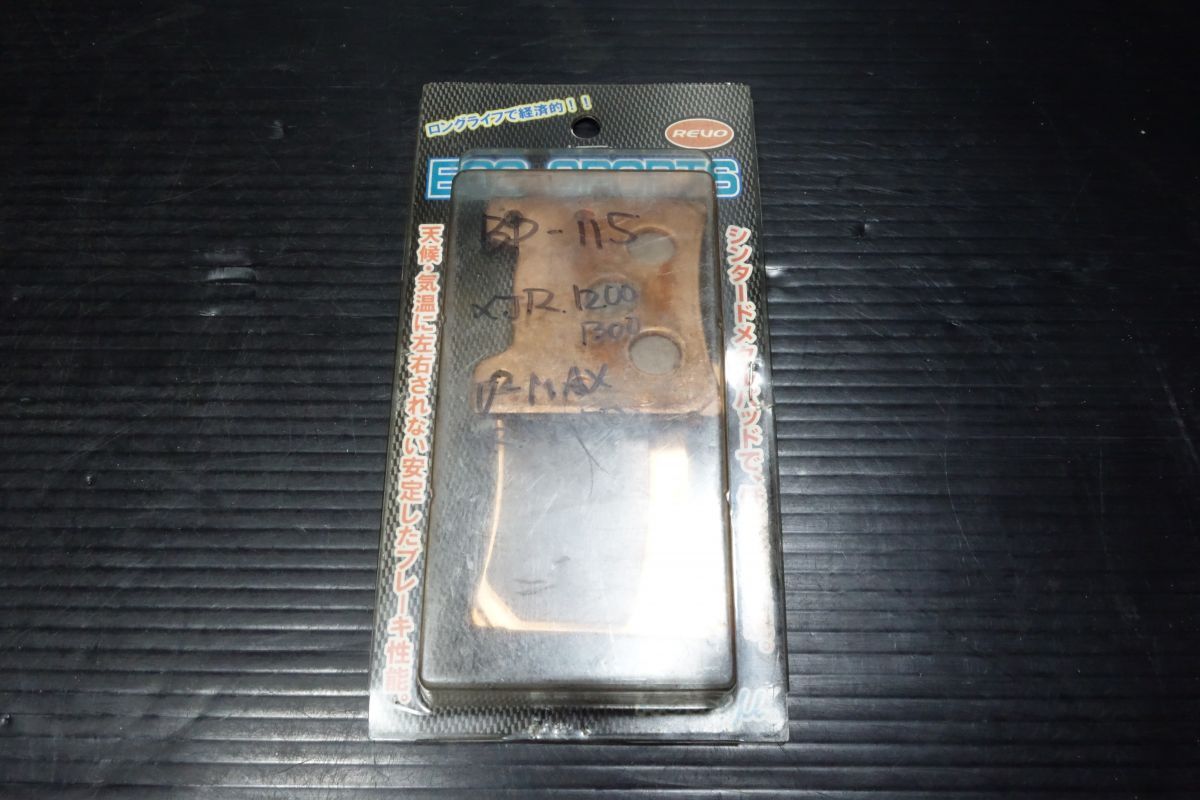 ロングライフで経済的！！
REVO
ECO SPORTS
BP-115
XJR.1200
1300
V-MAX
天候・気温に左右されない安定したブレーキ性能。
シンタードメタルパッドで、
μ